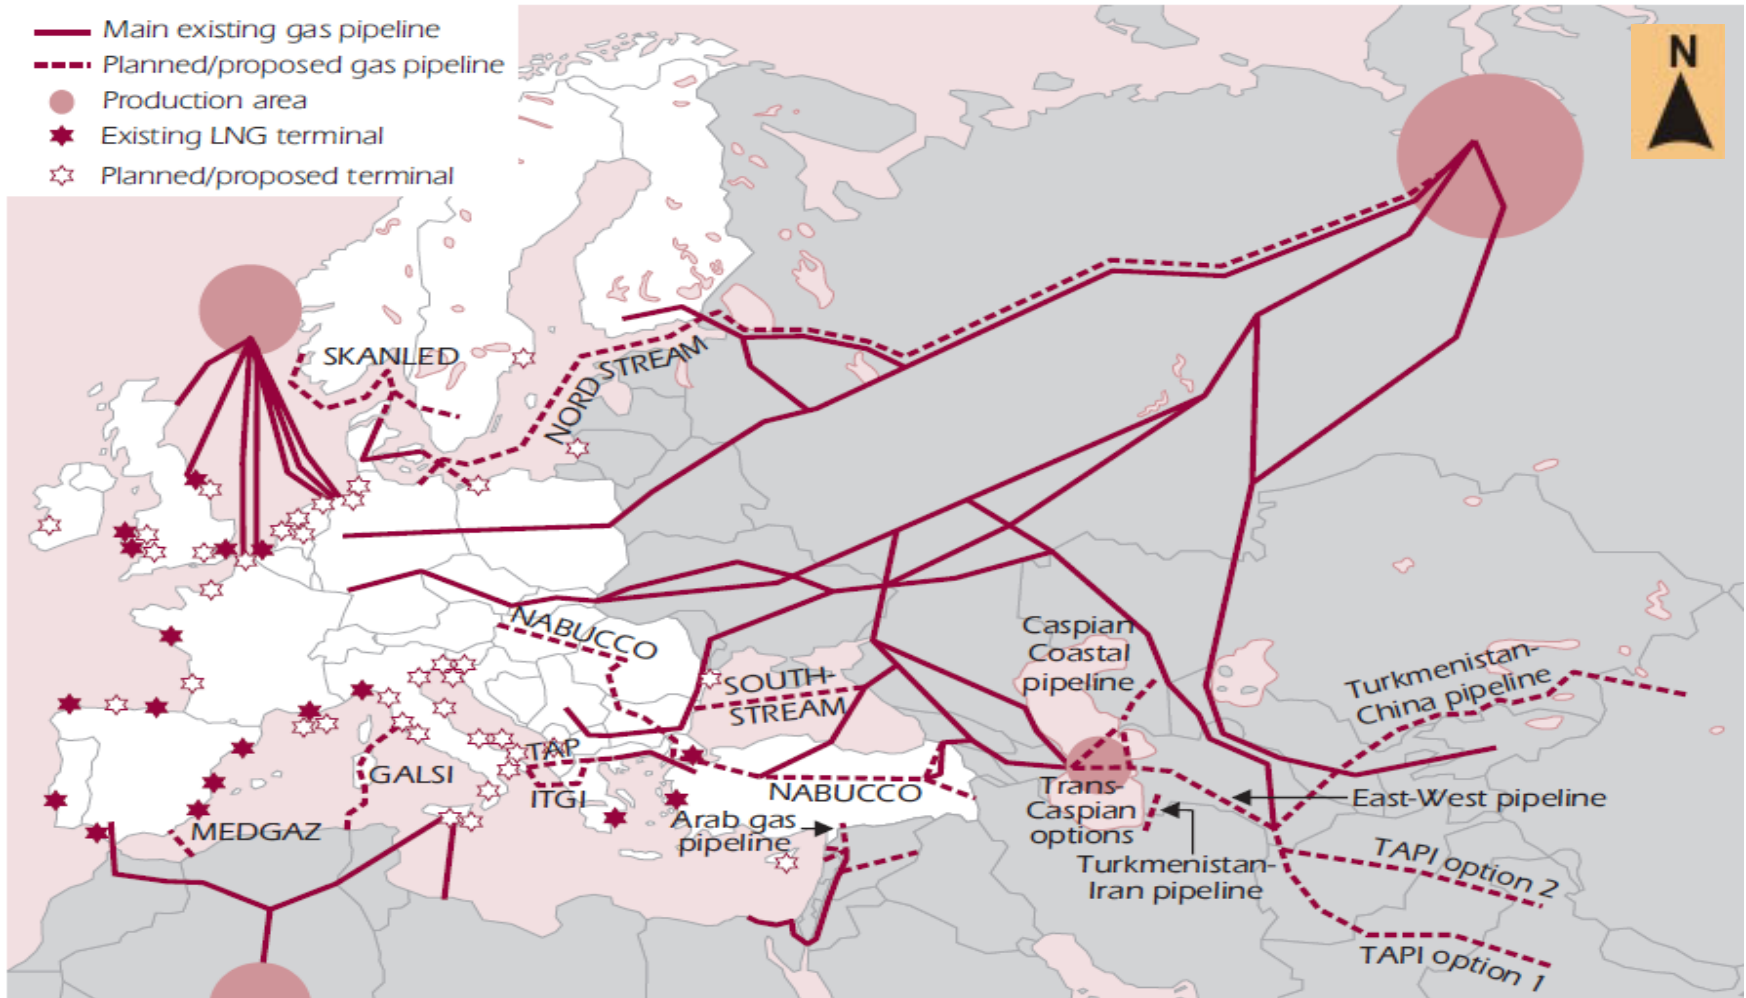 Main existing gas pipeline
Planned/proposed gas pipeline
Production area
Existing LNG terminal
Planned/proposed terminal
N
SKANLED
NORD STREAM
NABUCCO
SOUTH-
STREAM
Caspian
Coastal
pipeline
Turkmenistan-
China pipeline
TAP
ITGI
GALSI
MEDGAZ
NABUCCO
Arab gas
pipeline
Trans-
Caspian
options
East-West pipeline
Turkmenistan-
Iran pipeline
TAPI option 2
TAPI option 1